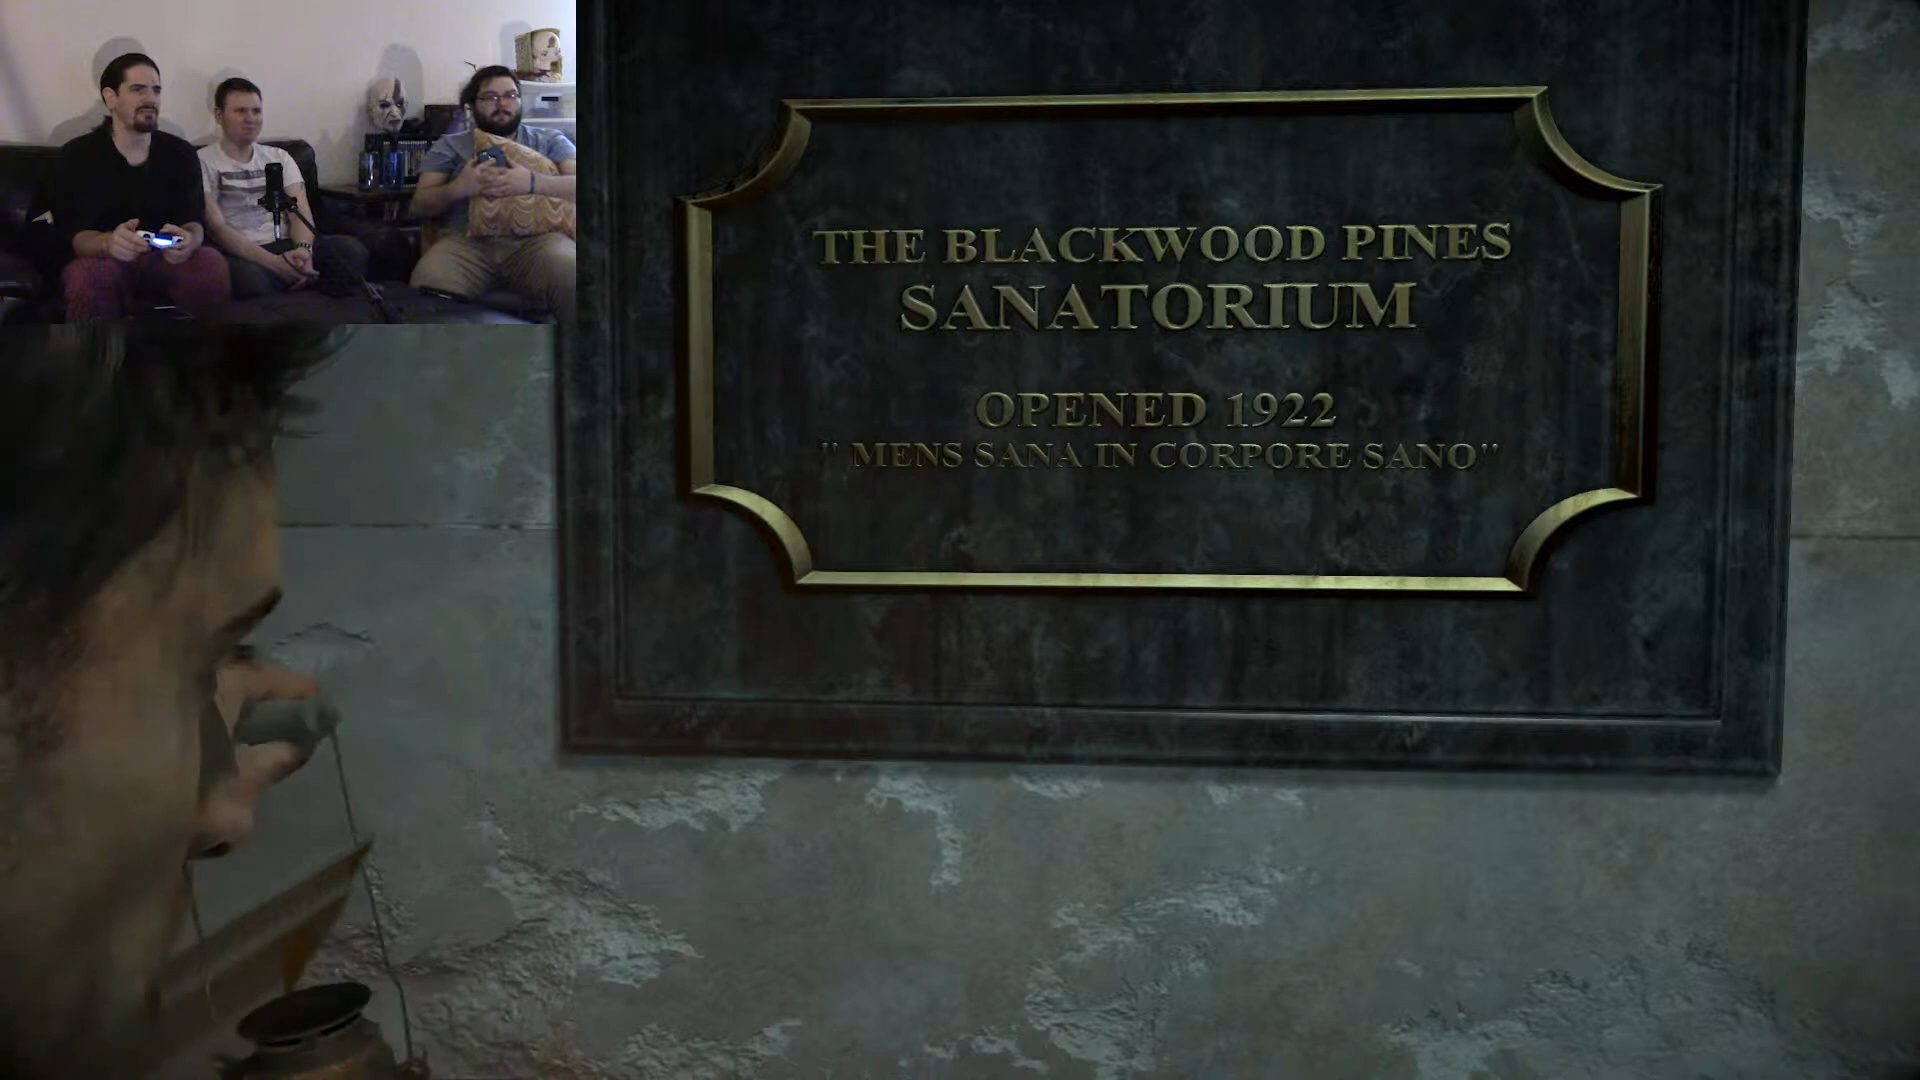 THE BLACKWOOD PINES
SANATORIUM
OPENED 1922
" MENS SANA IN CORPORE SANO"